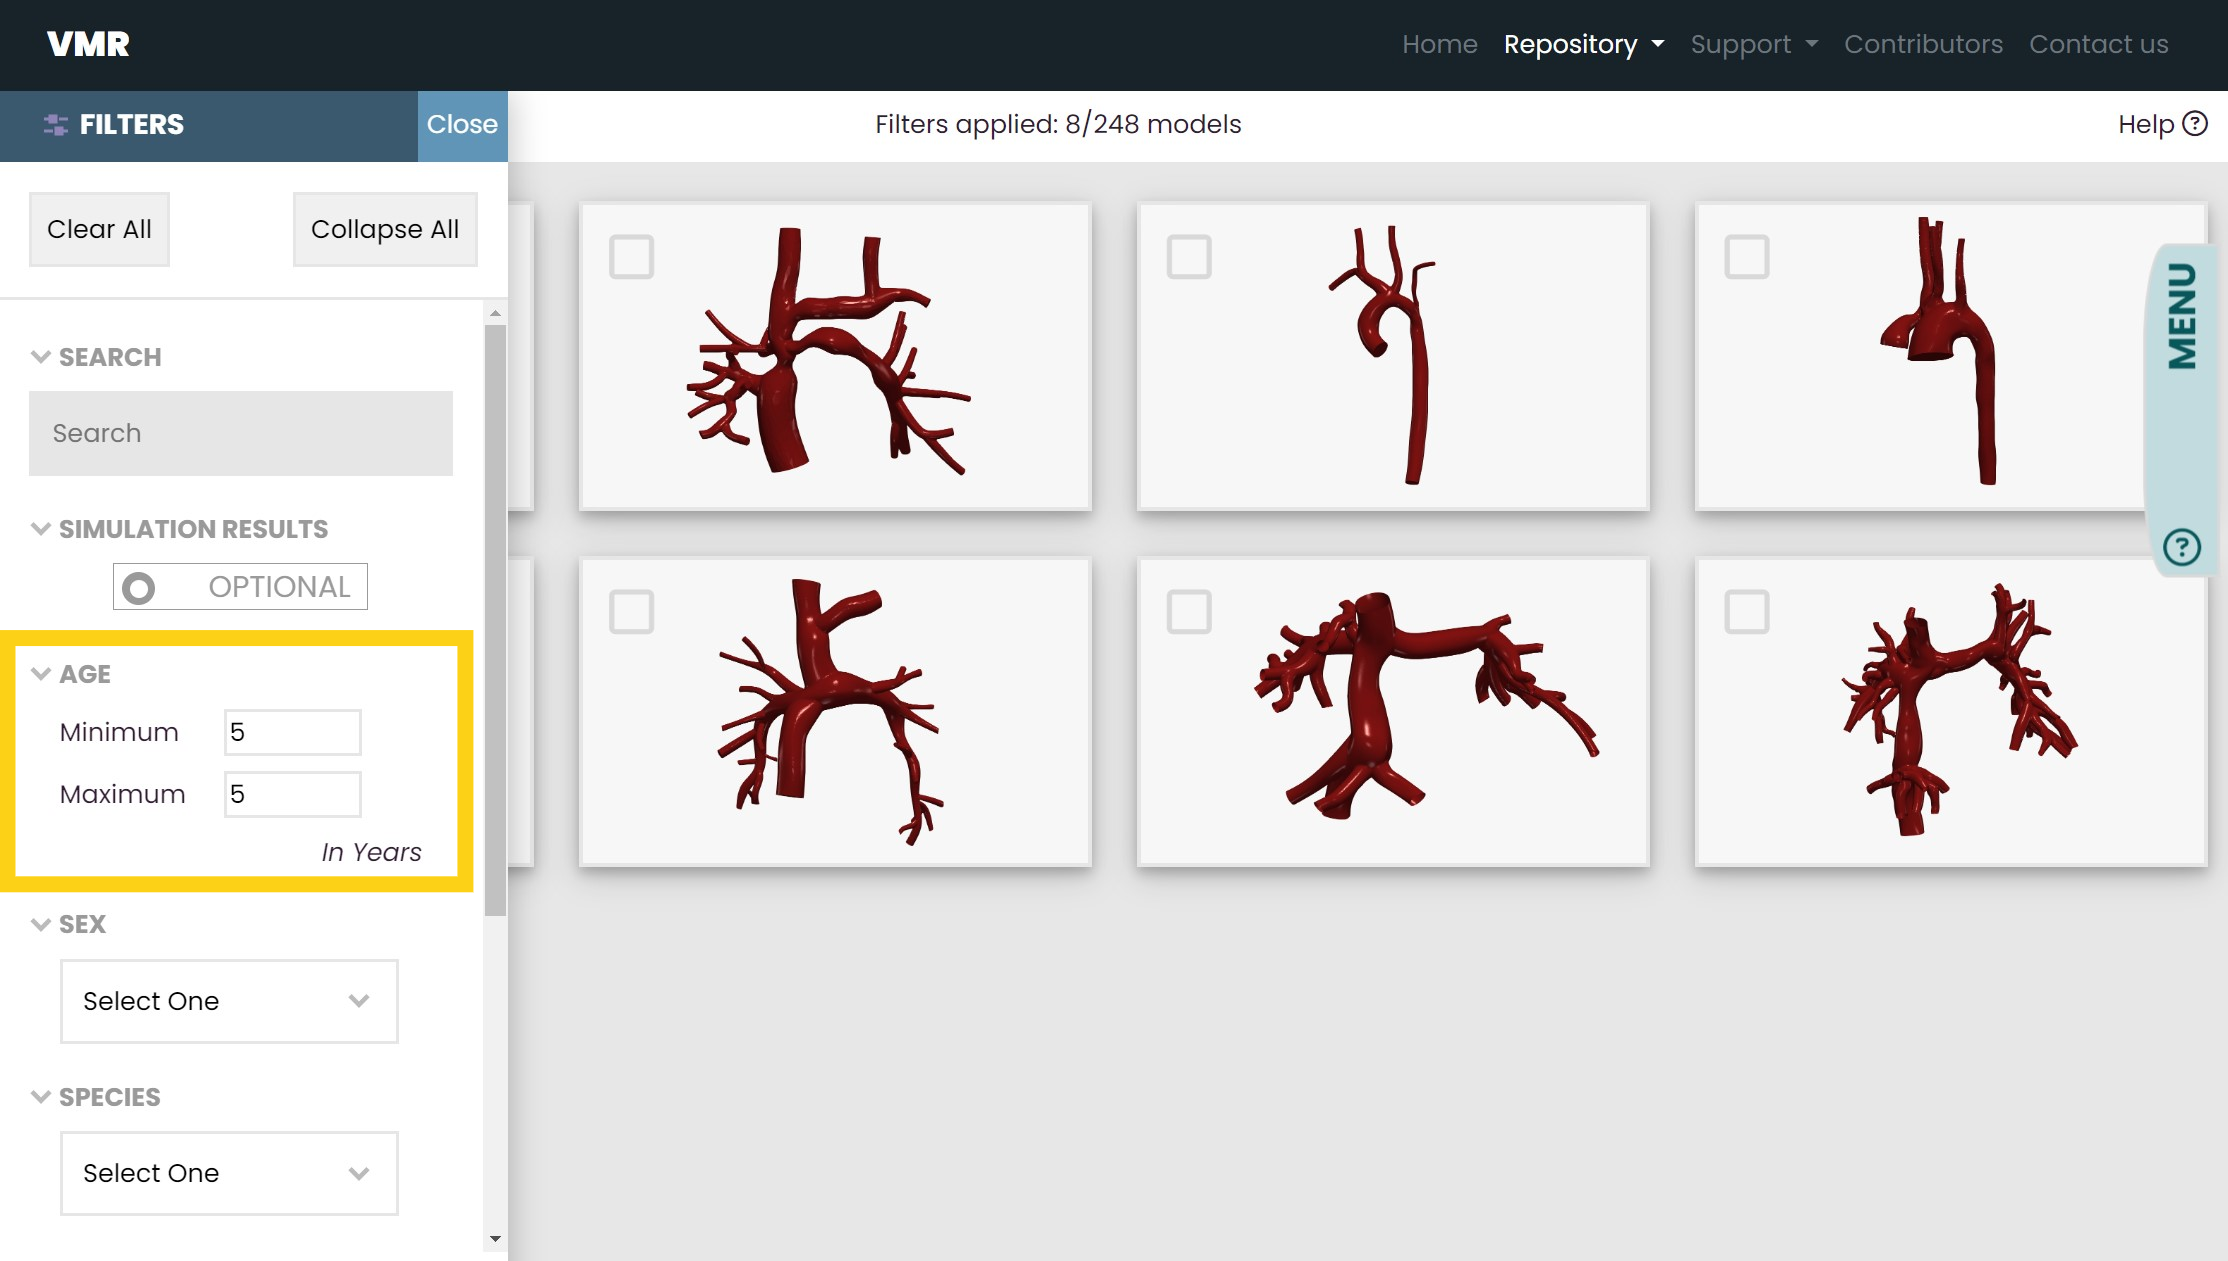 VMR
Home Repository Support Contributors Contact us
FILTERS Close
Filters applied: 8/248 models
Help ?
Clear All Collapse All
SEARCH
Search
SIMULATION RESULTS
OPTIONAL
AGE
Minimum 5
Maximum 5
In Years
SEX
Select One
SPECIES
Select One
MENU
?